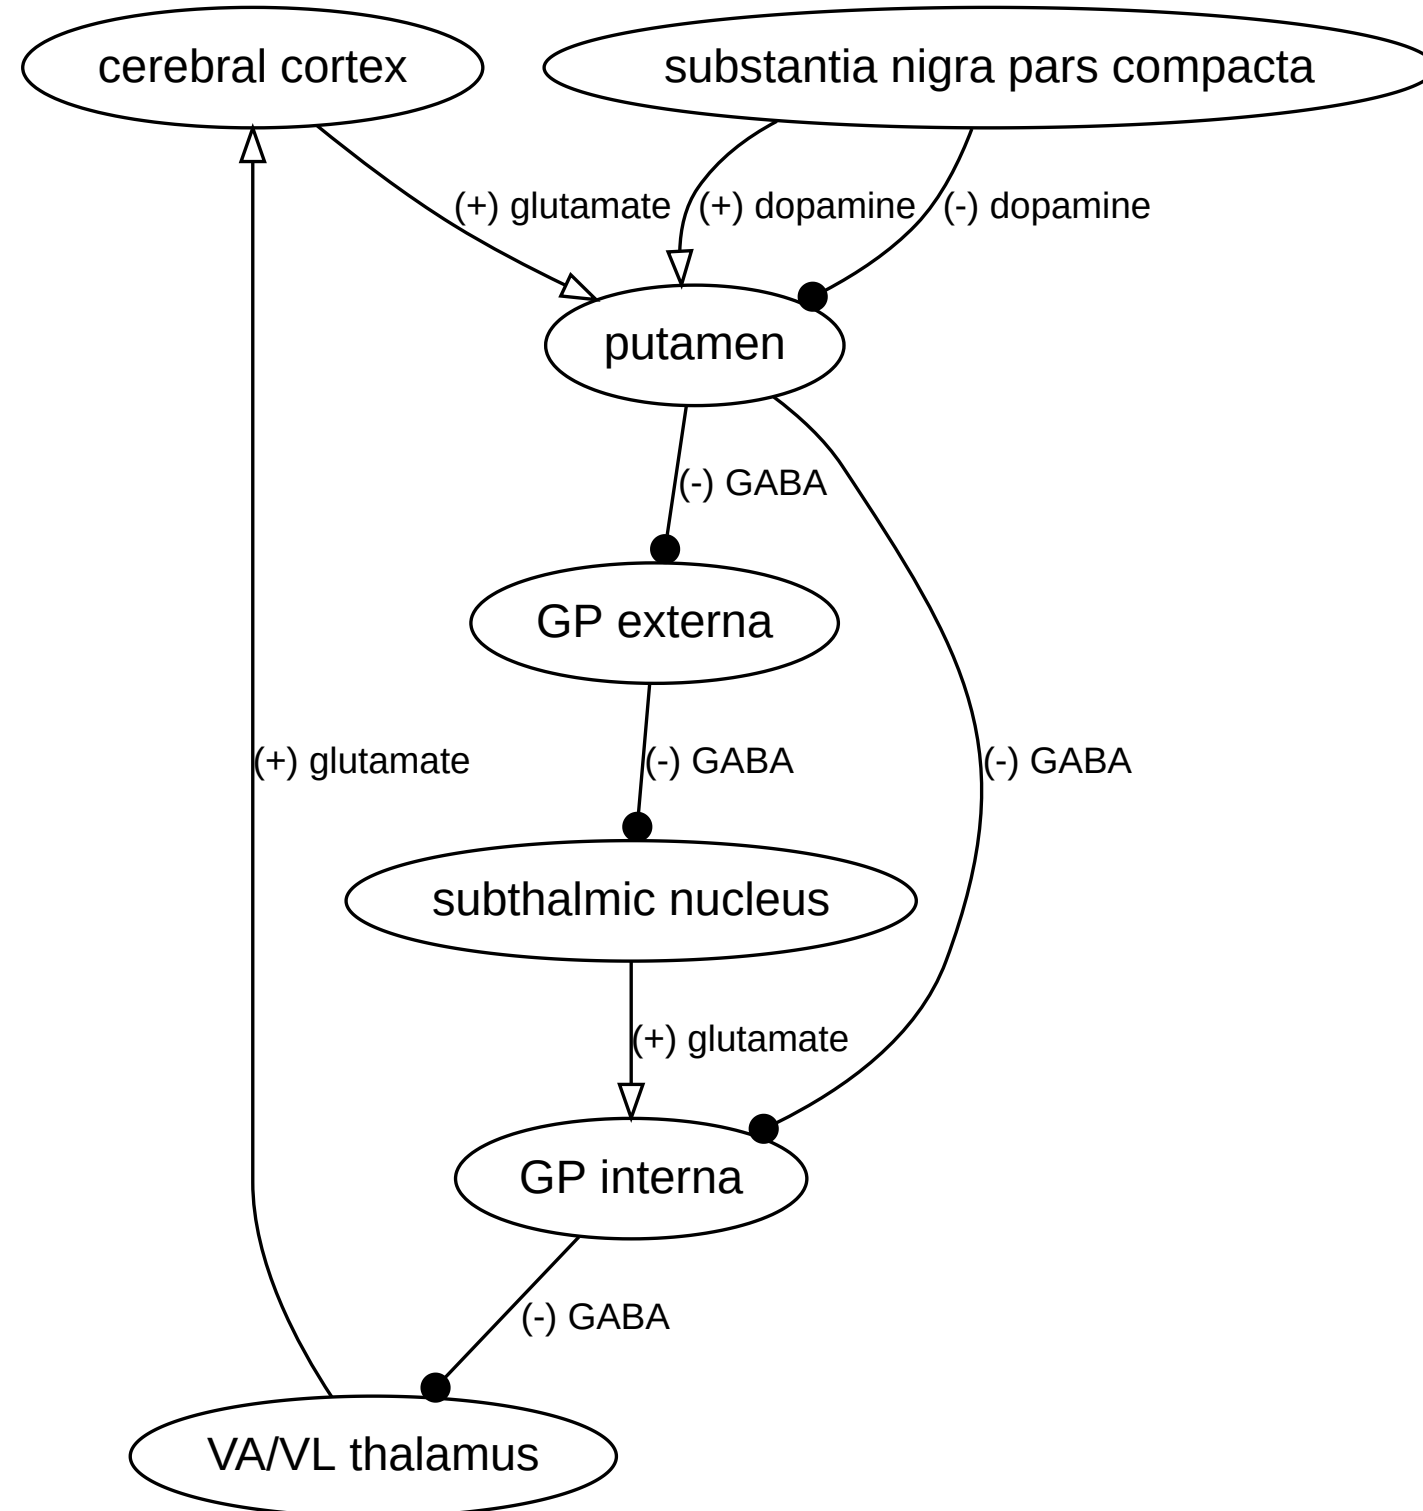 cerebral cortex
substantia nigra pars compacta
(+) glutamate
(+) dopamine
(-) dopamine
putamen
(-) GABA
GP externa
(+) glutamate
(-) GABA
(-) GABA
subthalmic nucleus
(+) glutamate
GP interna
(-) GABA
VA/VL thalamus